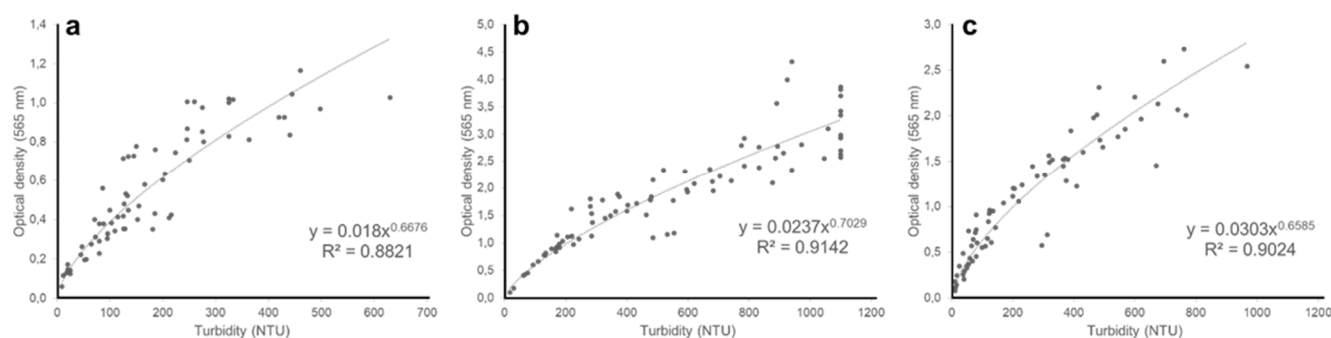 a
1,4
1,2
1,0
0,8
0,6
0,4
0,2
0,0
Optical density (565 nm)
0 100 200 300 400 500 600 700
Turbidity (NTU)
y = 0.018x^0.6676
R² = 0.8821
b
5,0
4,5
4,0
3,5
3,0
2,5
2,0
1,5
1,0
0,5
0,0
Optical density (565 nm)
0 200 400 600 800 1000 1200
Turbidity (NTU)
y = 0.0237x^0.7029
R² = 0.9142
c
3,0
2,5
2,0
1,5
1,0
0,5
0,0
Optical density (565 nm)
0 200 400 600 800 1000 1200
Turbidity (NTU)
y = 0.0303x^0.6585
R² = 0.9024